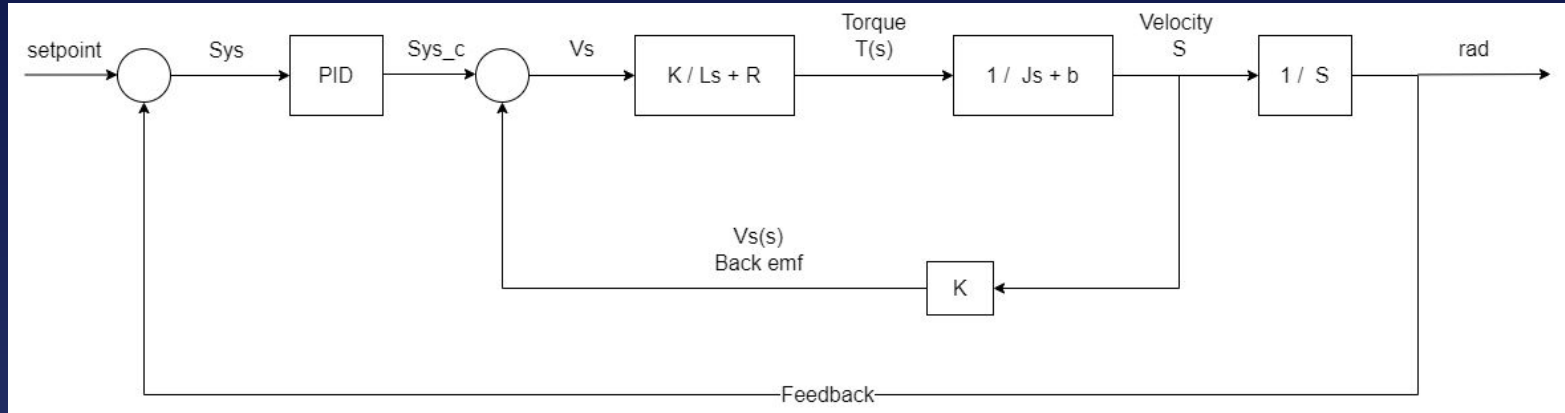 setpoint
Sys
PID
Sys_c
Vs
K / Ls + R
Torque
T(s)
1 / Js + b
Velocity
S
1 / S
rad
Vs(s)
Back emf
K
Feedback